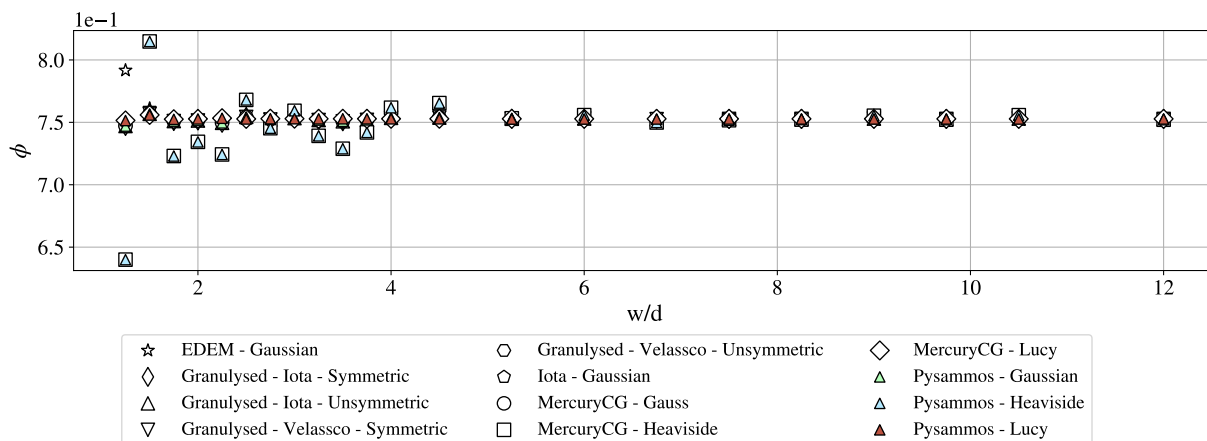 1e−1
8.0
7.5
7.0
6.5
ϕ
2 4 6 8 10 12
w/d
EDEM - Gaussian Granulysed - Velassco - Unsymmetric MercuryCG - Lucy
Granulysed - Iota - Symmetric Iota - Gaussian Pysammos - Gaussian
Granulysed - Iota - Unsymmetric MercuryCG - Gauss Pysammos - Heaviside
Granulysed - Velassco - Symmetric MercuryCG - Heaviside Pysammos - Lucy